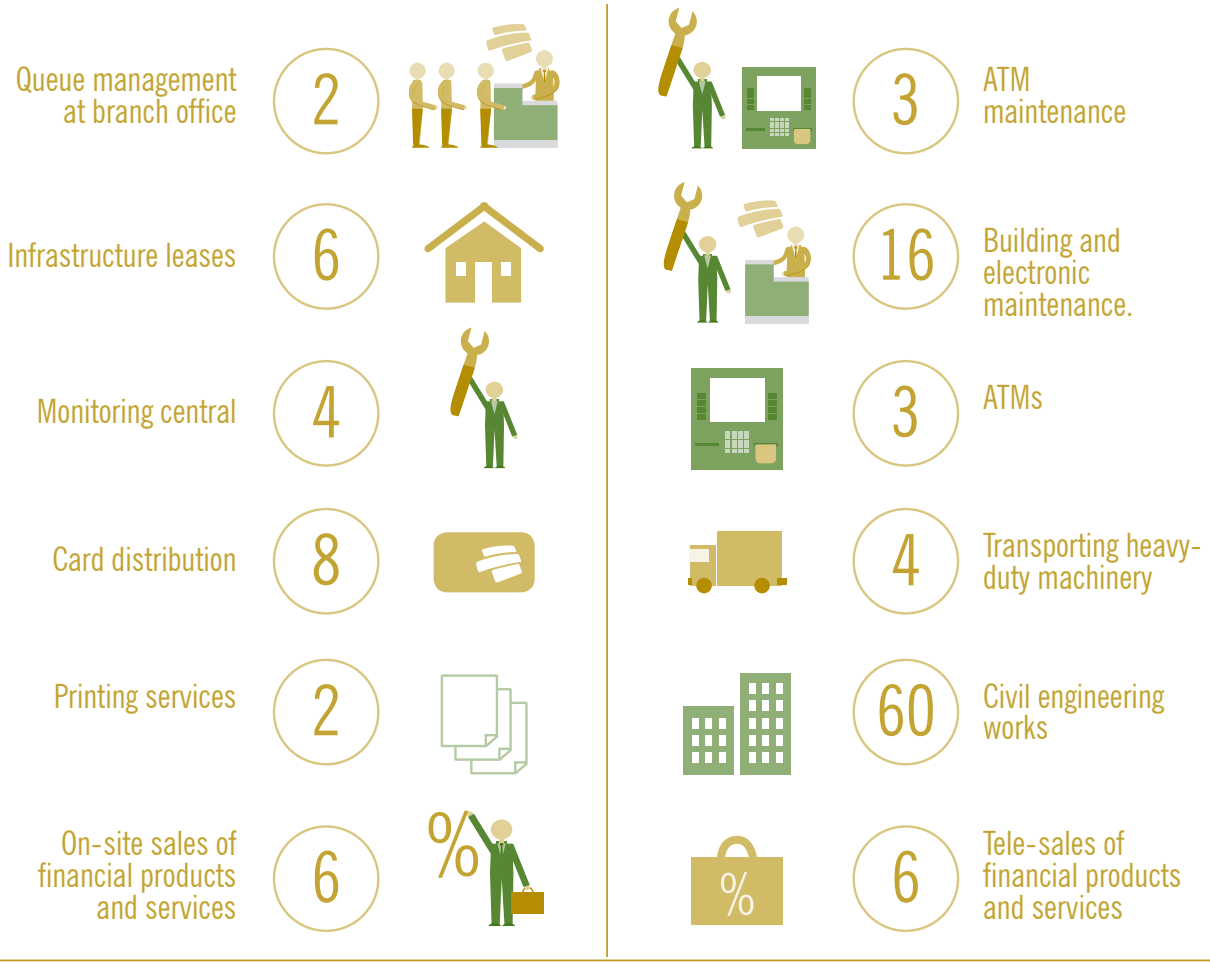 Queue management
at branch office
2
Infrastructure leases
6
Monitoring central
4
Card distribution
8
Printing services
2
On-site sales of
financial products
and services
6
%
3
ATM
maintenance
16
Building and
electronic
maintenance.
3
ATMs
4
Transporting heavy-
duty machinery
60
Civil engineering
works
%
6
Tele-sales of
financial products
and services